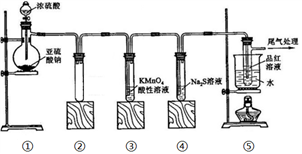 浓硫酸
亚硫酸钠
KMnO₄
酸性溶液
Na₂S溶液
尾气处理
品红
溶液
水
① ② ③ ④ ⑤